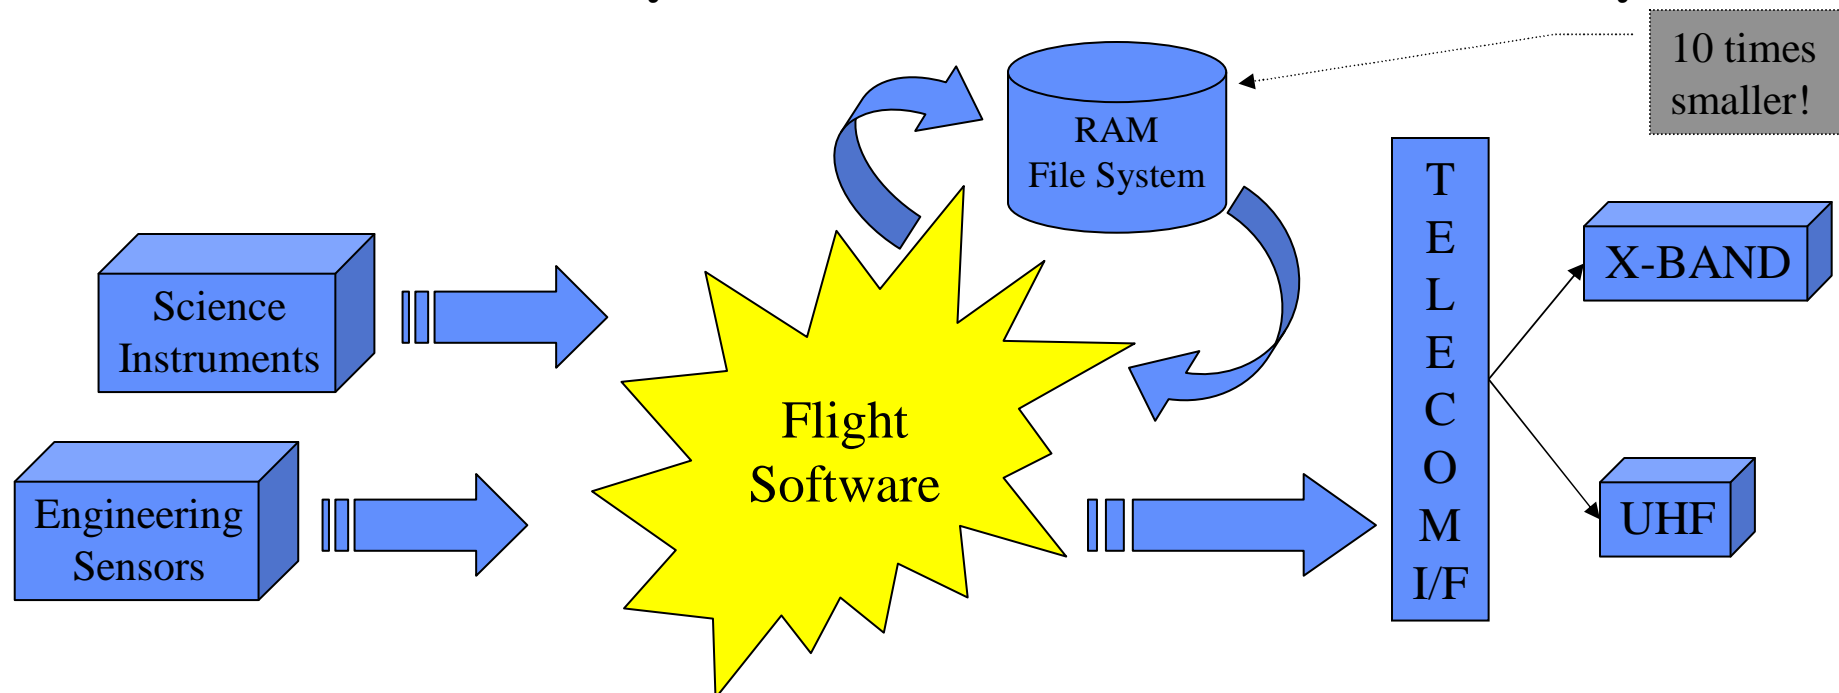 10 times
smaller!
RAM
File System
T
E
L
E
C
O
M
I/F
X-BAND
Science
Instruments
Flight
Software
Engineering
Sensors
UHF